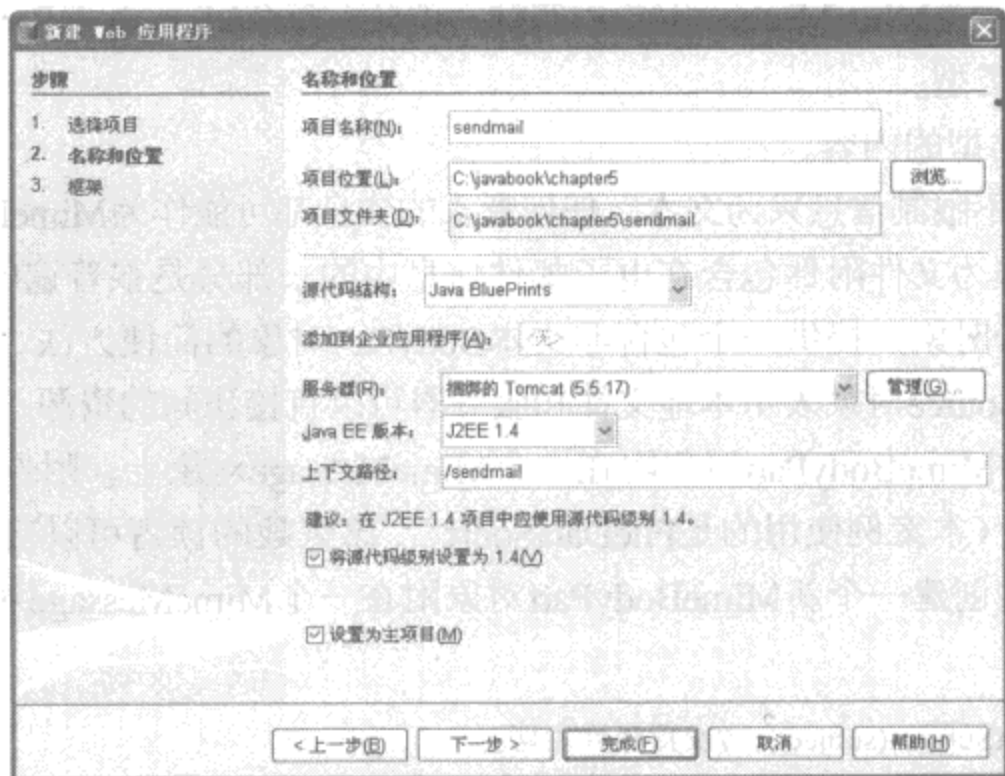 新建 Web 应用程序
步骤
1. 选择项目
2. 名称和位置
3. 框架
名称和位置
项目名称(N): sendmail
项目位置(L): C:\javabook\chapter5 浏览...
项目文件夹(D): C:\javabook\chapter5\sendmail
源代码结构: Java BluePrints
添加到企业应用程序(A): <无>
服务器(R): 捆绑的 Tomcat (5.5.17) 管理(G)...
Java EE 版本: J2EE 1.4
上下文路径: /sendmail
建议: 在 J2EE 1.4 项目中应使用源代码级别 1.4。
将源代码级别设置为 1.4(V)
设置为主项目(M)
< 上一步(B) 下一步 > 完成(F) 取消 帮助(H)